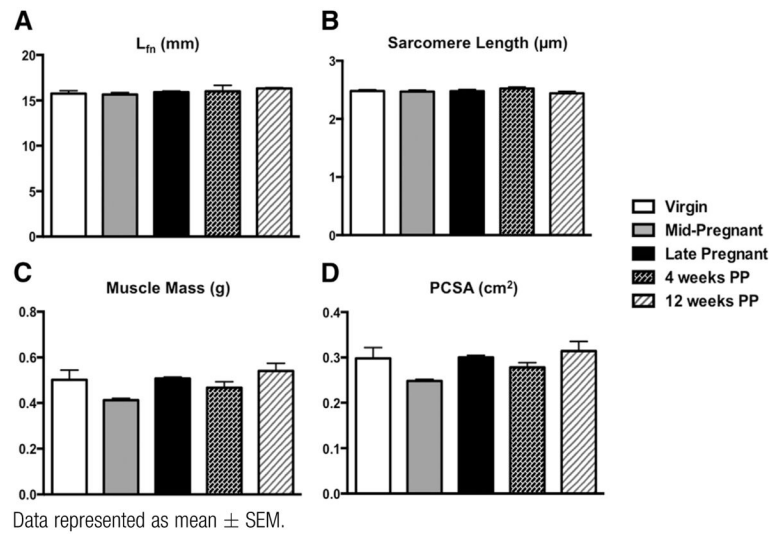 A
L_fn (mm)
20
15
10
5
0
B
Sarcomere Length (μm)
3
2
1
0
Virgin
Mid-Pregnant
Late Pregnant
4 weeks PP
12 weeks PP
C
Muscle Mass (g)
0.8
0.6
0.4
0.2
0.0
D
PCSA (cm²)
0.4
0.3
0.2
0.1
0.0
Data represented as mean ± SEM.